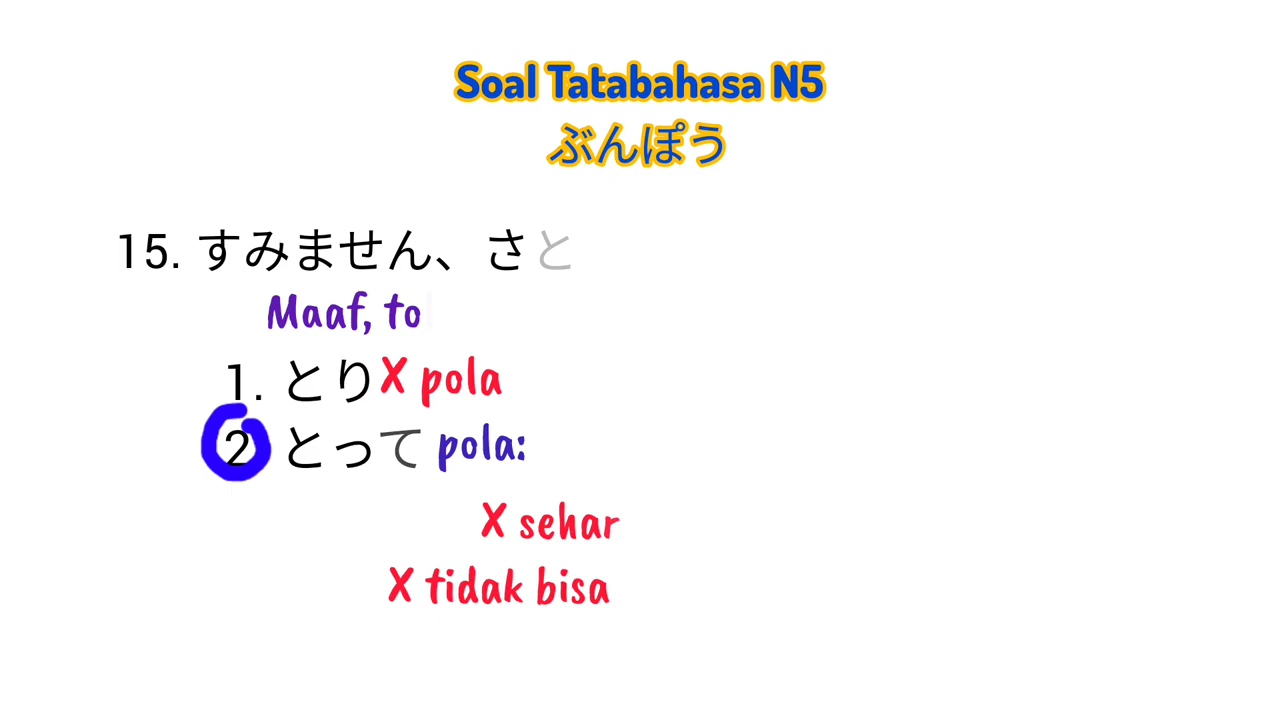 Soal Tatabahasa N5
ぶんぽう
15. すみません、さと
Maaf, to
1. とり X pola
2 とって pola:
X sehar
X tidak bisa